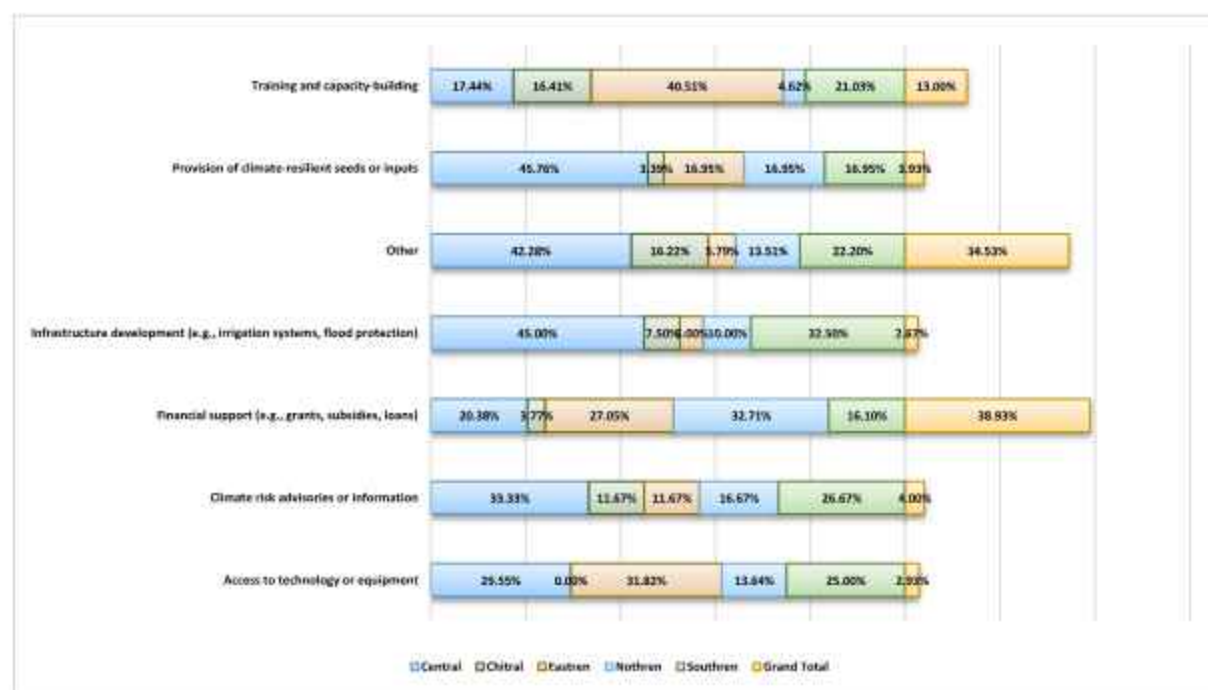 Training and capacity-building
17.44% 16.41% 40.51% 4.62% 21.03% 13.00%
Provision of climate-resilient seeds or inputs
45.76% 3.39% 16.95% 16.95% 16.95% 3.93%
Other
42.28% 16.22% 5.79% 13.51% 22.20% 34.53%
Infrastructure development (e.g., irrigation systems, flood protection)
45.00% 7.50% 5.00% 10.00% 32.50% 2.67%
Financial support (e.g., grants, subsidies, loans)
20.38% 3.77% 27.05% 32.71% 16.10% 38.93%
Climate risk advisories or information
33.33% 11.67% 11.67% 16.67% 26.67% 4.00%
Access to technology or equipment
29.55% 0.00% 31.82% 13.64% 25.00% 2.93%
Central Chitral Eastren Nothren Southren Grand Total